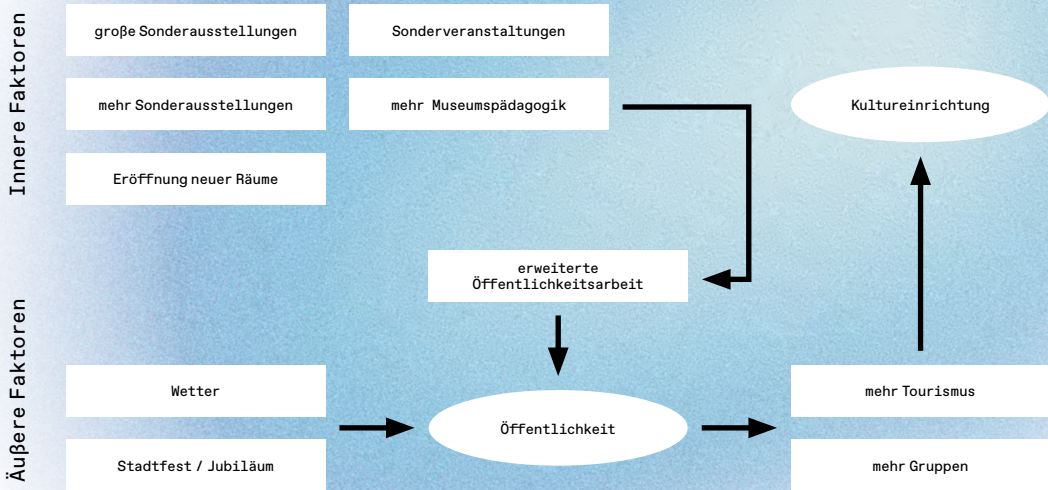 Innere Faktoren
große Sonderausstellungen
Sonderveranstaltungen
mehr Sonderausstellungen
mehr Museumspädagogik
Kultureinrichtung
Eröffnung neuer Räume
erweiterte
Öffentlichkeitsarbeit
Äußere Faktoren
Wetter
mehr Tourismus
Öffentlichkeit
Stadtfest / Jubiläum
mehr Gruppen